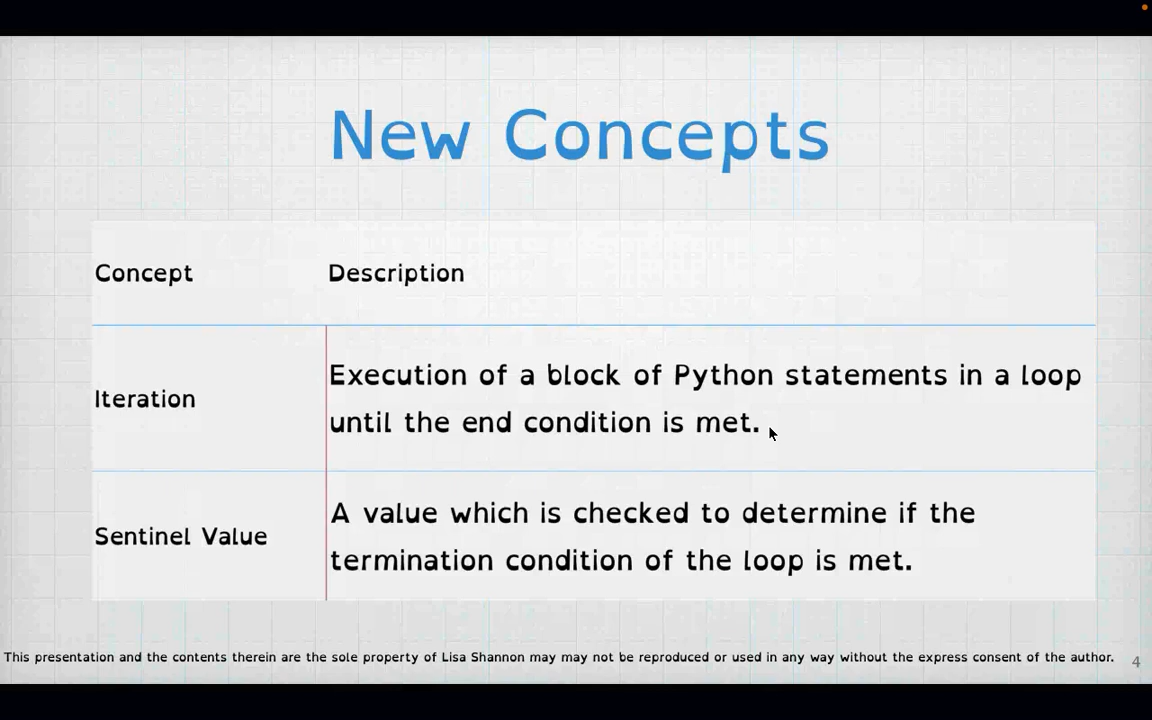 New Concepts
Concept Description
Iteration
Execution of a block of Python statements in a loop
until the end condition is met.
Sentinel Value
A value which is checked to determine if the
termination condition of the loop is met.
This presentation and the contents therein are the sole property of Lisa Shannon may may not be reproduced or used in any way without the express consent of the author.
4